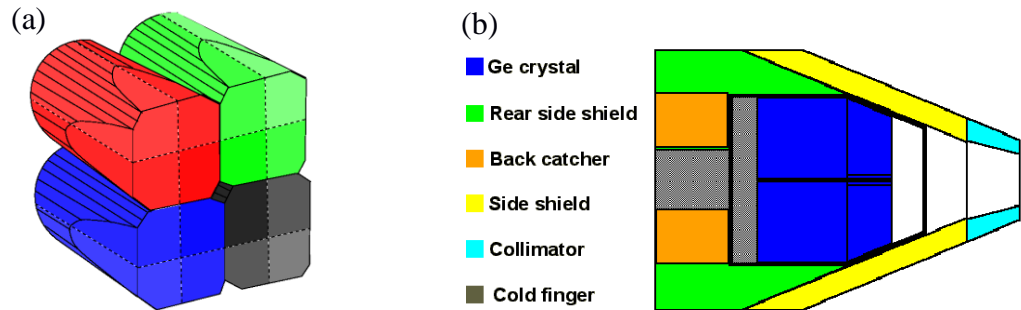 (a)
(b)
Ge crystal
Rear side shield
Back catcher
Side shield
Collimator
Cold finger